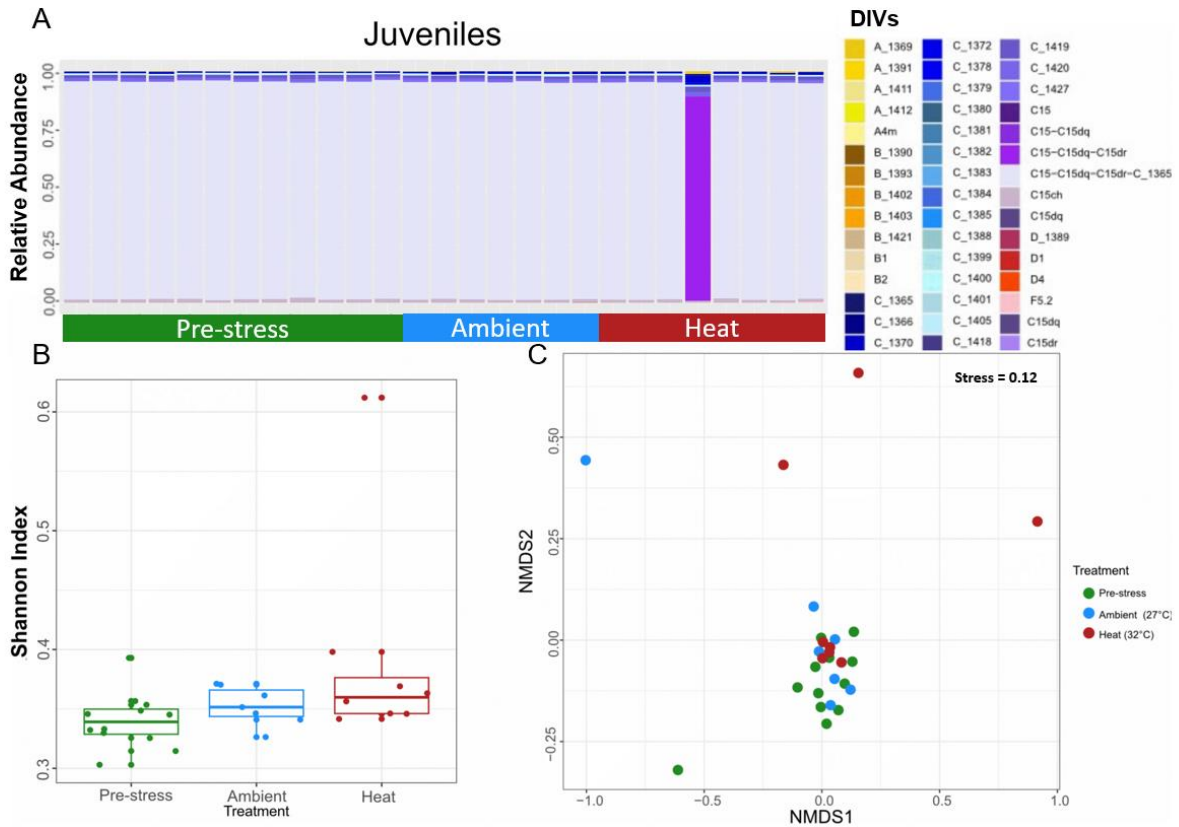 A
Juveniles
Relative Abundance
1.00
0.75
0.50
0.25
0.00
Pre-stress
Ambient
Heat
DIVs
A_1369
A_1391
A_1411
A_1412
A4m
B_1390
B_1393
B_1402
B_1403
B_1421
B1
B2
C_1365
C_1366
C_1370
C_1372
C_1378
C_1379
C_1380
C_1381
C_1382
C_1383
C_1384
C_1385
C_1388
C_1399
C_1400
C_1401
C_1405
C_1418
C_1419
C_1420
C_1427
C15
C15-C15dq
C15-C15dq-C15dr
C15-C15dq-C15dr-C_1365
C15ch
C15dq
D_1389
D1
D4
F5.2
C15dq
C15dr
B
Shannon Index
0.6
0.5
0.4
0.3
Pre-stress
Ambient
Heat
Treatment
C
Stress = 0.12
NMDS2
0.50
0.25
0.00
−0.25
−1.0
−0.5
0.0
0.5
1.0
NMDS1
Treatment
Pre-stress
Ambient (27°C)
Heat (32°C)